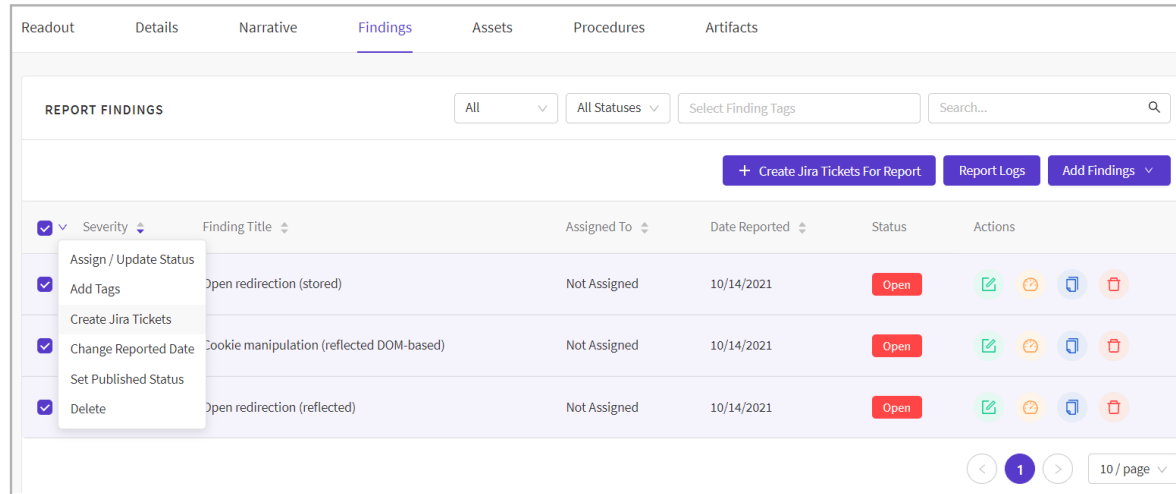 Readout Details Narrative Findings Assets Procedures Artifacts
REPORT FINDINGS All All Statuses Select Finding Tags Search...
+ Create Jira Tickets For Report Report Logs Add Findings
Severity Finding Title Assigned To Date Reported Status Actions
Assign / Update Status
Open redirection (stored) Not Assigned 10/14/2021 Open
Add Tags
Create Jira Tickets
Change Reported Date
Cookie manipulation (reflected DOM-based) Not Assigned 10/14/2021 Open
Set Published Status
Delete
Open redirection (reflected) Not Assigned 10/14/2021 Open
< 1 > 10 / page